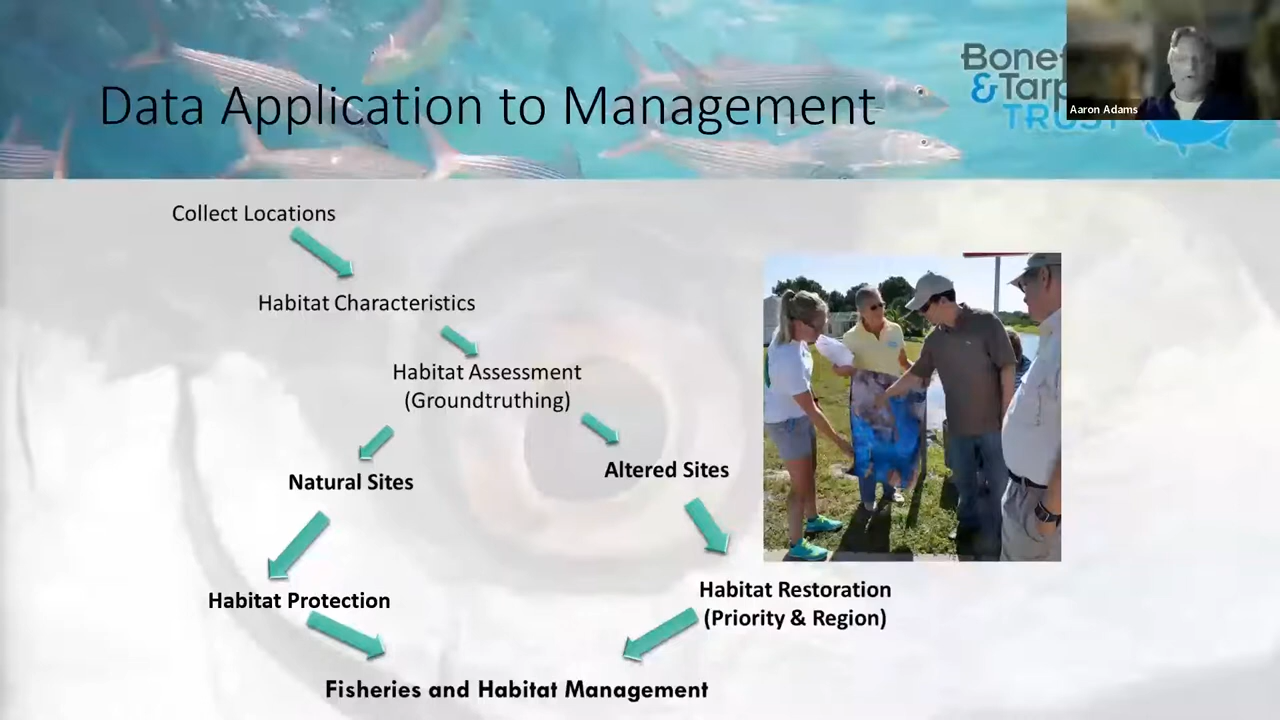 Data Application to Management
& 
TRUST
Aaron Adams
Collect Locations
Habitat Characteristics
Habitat Assessment
(Groundtruthing)
Natural Sites
Altered Sites
Habitat Protection
Habitat Restoration
(Priority & Region)
Fisheries and Habitat Management